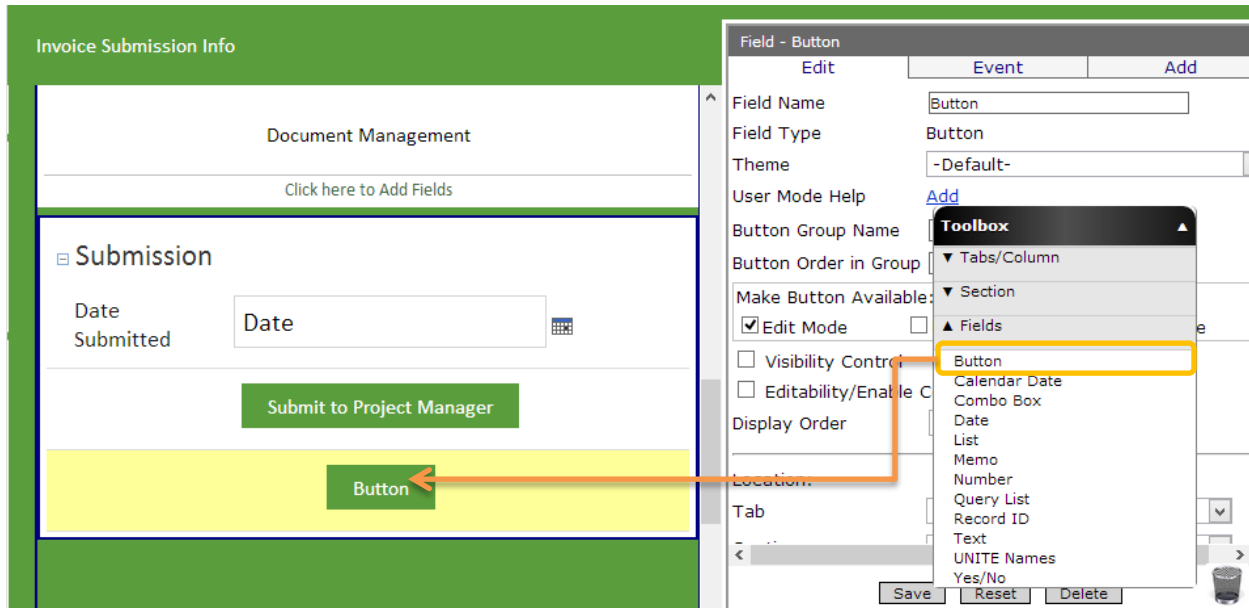 Invoice Submission Info
Document Management
Click here to Add Fields
Submission
Date
Submitted
Date
Submit to Project Manager
Button
Field - Button
Edit
Event
Add
Field Name
Button
Field Type
Button
Theme
-Default-
User Mode Help
Add
Button Group Name
Button Order in Group
Make Button Available:
Edit Mode
e
Visibility Control
Editability/Enable C
Display Order
Location:
Tab
Toolbox
Tabs/Column
Section
Fields
Button
Calendar Date
Combo Box
Date
List
Memo
Number
Query List
Record ID
Text
UNITE Names
Yes/No
Save
Reset
Delete